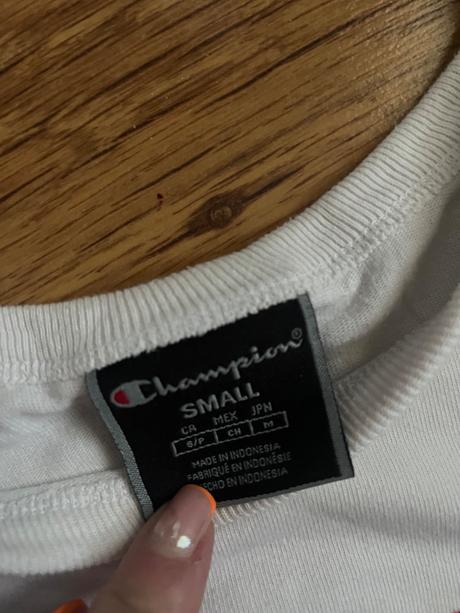 Champion®
SMALL
CA MEX JPN
S/P CH M
MADE IN INDONESIA
FABRIQUÉ EN INDONÉSIE
HECHO EN INDONESIA